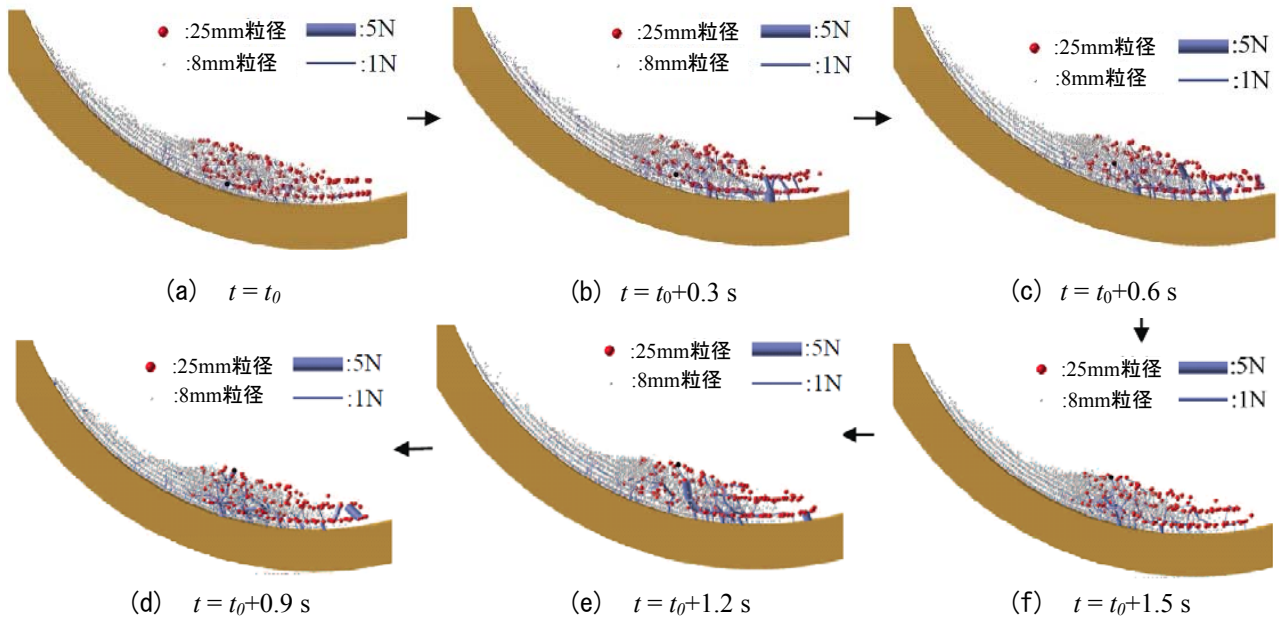 :25mm粒径 :5N
:8mm粒径 :1N
(a) t = t0
:25mm粒径 :5N
:8mm粒径 :1N
(b) t = t0+0.3 s
:25mm粒径 :5N
:8mm粒径 :1N
(c) t = t0+0.6 s
:25mm粒径 :5N
:8mm粒径 :1N
(d) t = t0+0.9 s
:25mm粒径 :5N
:8mm粒径 :1N
(e) t = t0+1.2 s
:25mm粒径 :5N
:8mm粒径 :1N
(f) t = t0+1.5 s